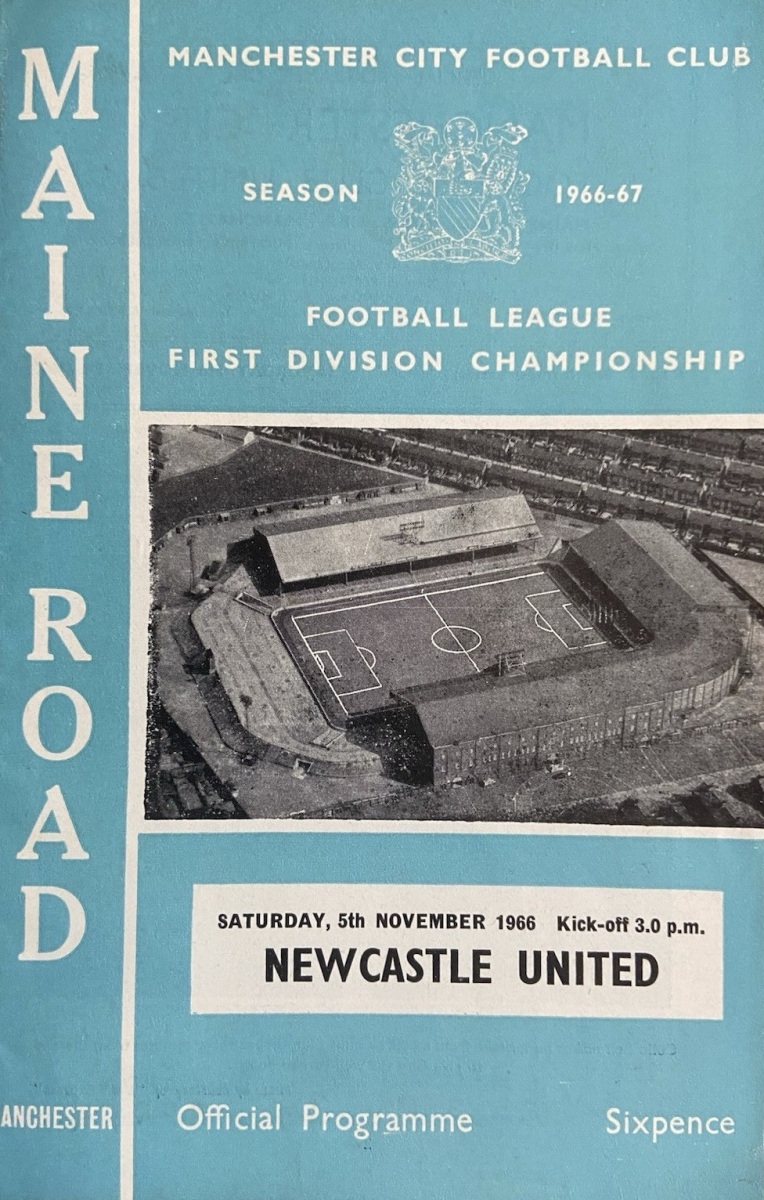 MAINE ROAD
MANCHESTER CITY FOOTBALL CLUB
SEASON 1966-67
FOOTBALL LEAGUE
FIRST DIVISION CHAMPIONSHIP
SATURDAY, 5th NOVEMBER 1966 Kick-off 3.0 p.m.
NEWCASTLE UNITED
ANCHESTER
Official Programme Sixpence